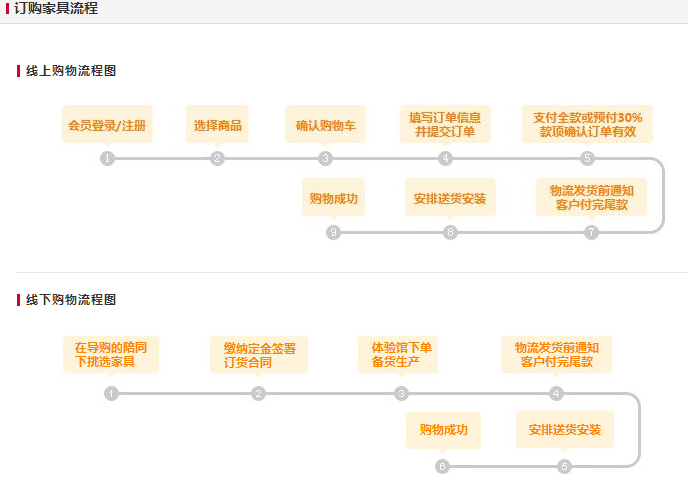 订购家具流程
线上购物流程图
会员登录/注册
选择商品
确认购物车
填写订单信息
并提交订单
支付全款或预付30%
款项确认订单有效
1
2
3
4
5
物流发货前通知
客户付完尾款
安排送货安装
购物成功
7
8
9
线下购物流程图
在导购的陪同
下挑选家具
缴纳定金签署
订货合同
体验馆下单
备货生产
物流发货前通知
客户付完尾款
1
2
3
4
安排送货安装
购物成功
5
6